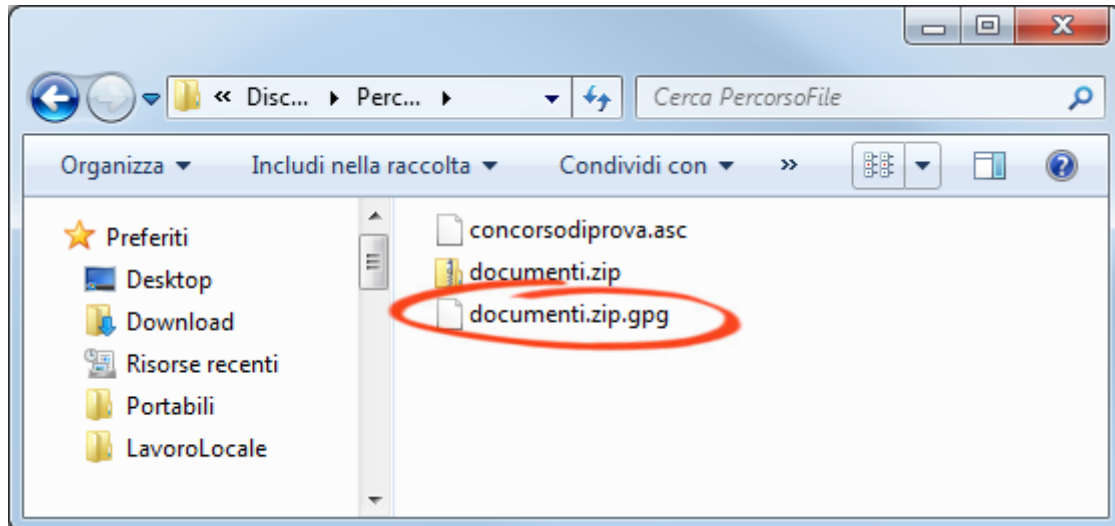 « Disc... Perc...
Cerca PercorsoFile
Organizza Includi nella raccolta Condividi con »
Preferiti
Desktop
Download
Risorse recenti
Portabili
LavoroLocale
concorsodiprova.asc
documenti.zip
documenti.zip.gpg